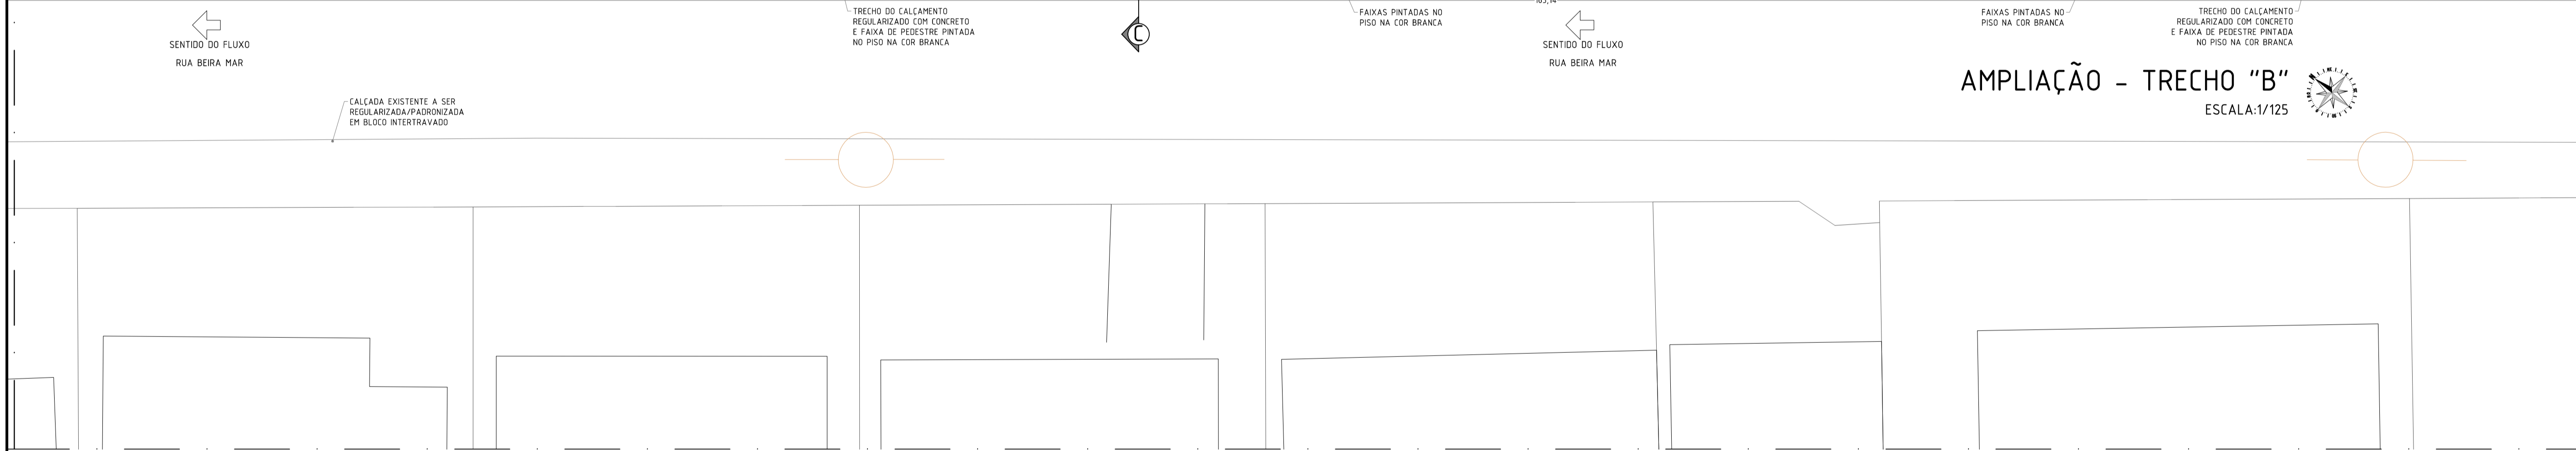 TRECHO DO CALÇAMENTO
REGULARIZADO COM CONCRETO
E FAIXA DE PEDESTRE PINTADA
NO PISO NA COR BRANCA
FAIXAS PINTADAS NO
PISO NA COR BRANCA
FAIXAS PINTADAS NO
PISO NA COR BRANCA
TRECHO DO CALÇAMENTO
REGULARIZADO COM CONCRETO
E FAIXA DE PEDESTRE PINTADA
NO PISO NA COR BRANCA
SENTIDO DO FLUXO
RUA BEIRA MAR
C
SENTIDO DO FLUXO
RUA BEIRA MAR
AMPLIAÇÃO - TRECHO "B"
ESCALA:1/125
CALÇADA EXISTENTE A SER
REGULARIZADA/PADRONIZADA
EM BLOCO INTERTRAVADO